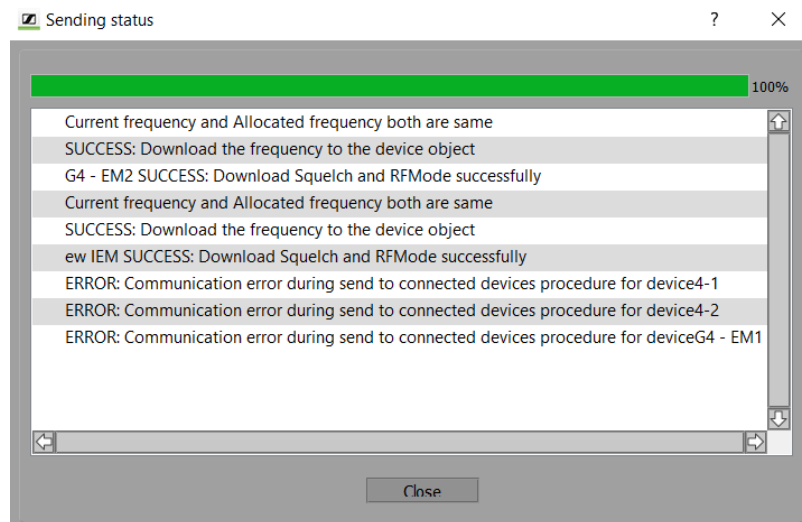 Sending status
?
100%
Current frequency and Allocated frequency both are same
SUCCESS: Download the frequency to the device object
G4 - EM2 SUCCESS: Download Squelch and RFMode successfully
Current frequency and Allocated frequency both are same
SUCCESS: Download the frequency to the device object
ew IEM SUCCESS: Download Squelch and RFMode successfully
ERROR: Communication error during send to connected devices procedure for device4-1
ERROR: Communication error during send to connected devices procedure for device4-2
ERROR: Communication error during send to connected devices procedure for deviceG4 - EM1
Close